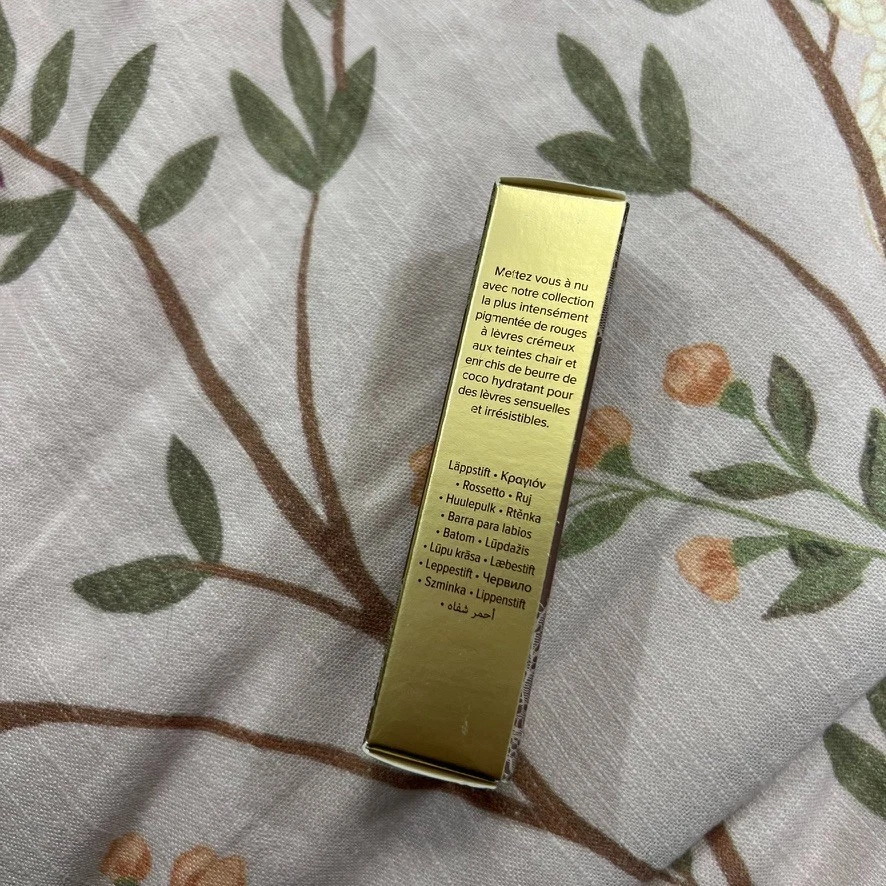 Mettez vous à nu
avec notre collection
la plus intensément
pigmentée de rouges
à lèvres crémeux
aux teintes chair et
enrichis de beurre de
coco hydratant pour
des lèvres sensuelles
et irrésistibles.
Läppstift • Κραγιόν
• Rossetto • Ruj
• Huulepulk • Rtěnka
• Barra para labios
• Batom • Lūpdažis
• Lūpu krāsa • Læbestift
• Leppestift • Червило
• Szminka • Lippenstift
• أحمر شفاه